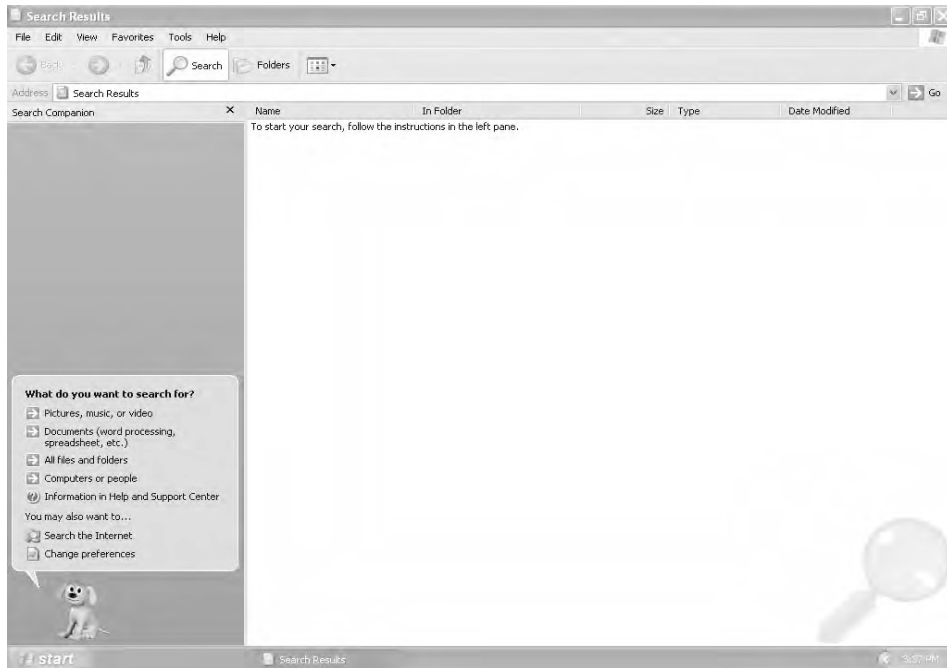 Search Results
File Edit View Favorites Tools Help
Back Search Folders
Address Search Results Go
Search Companion Name In Folder Size Type Date Modified
To start your search, follow the instructions in the left pane.
What do you want to search for?
Pictures, music, or video
Documents (word processing,
spreadsheet, etc.)
All files and folders
Computers or people
Information in Help and Support Center
You may also want to...
Search the Internet
Change preferences
start Search Results